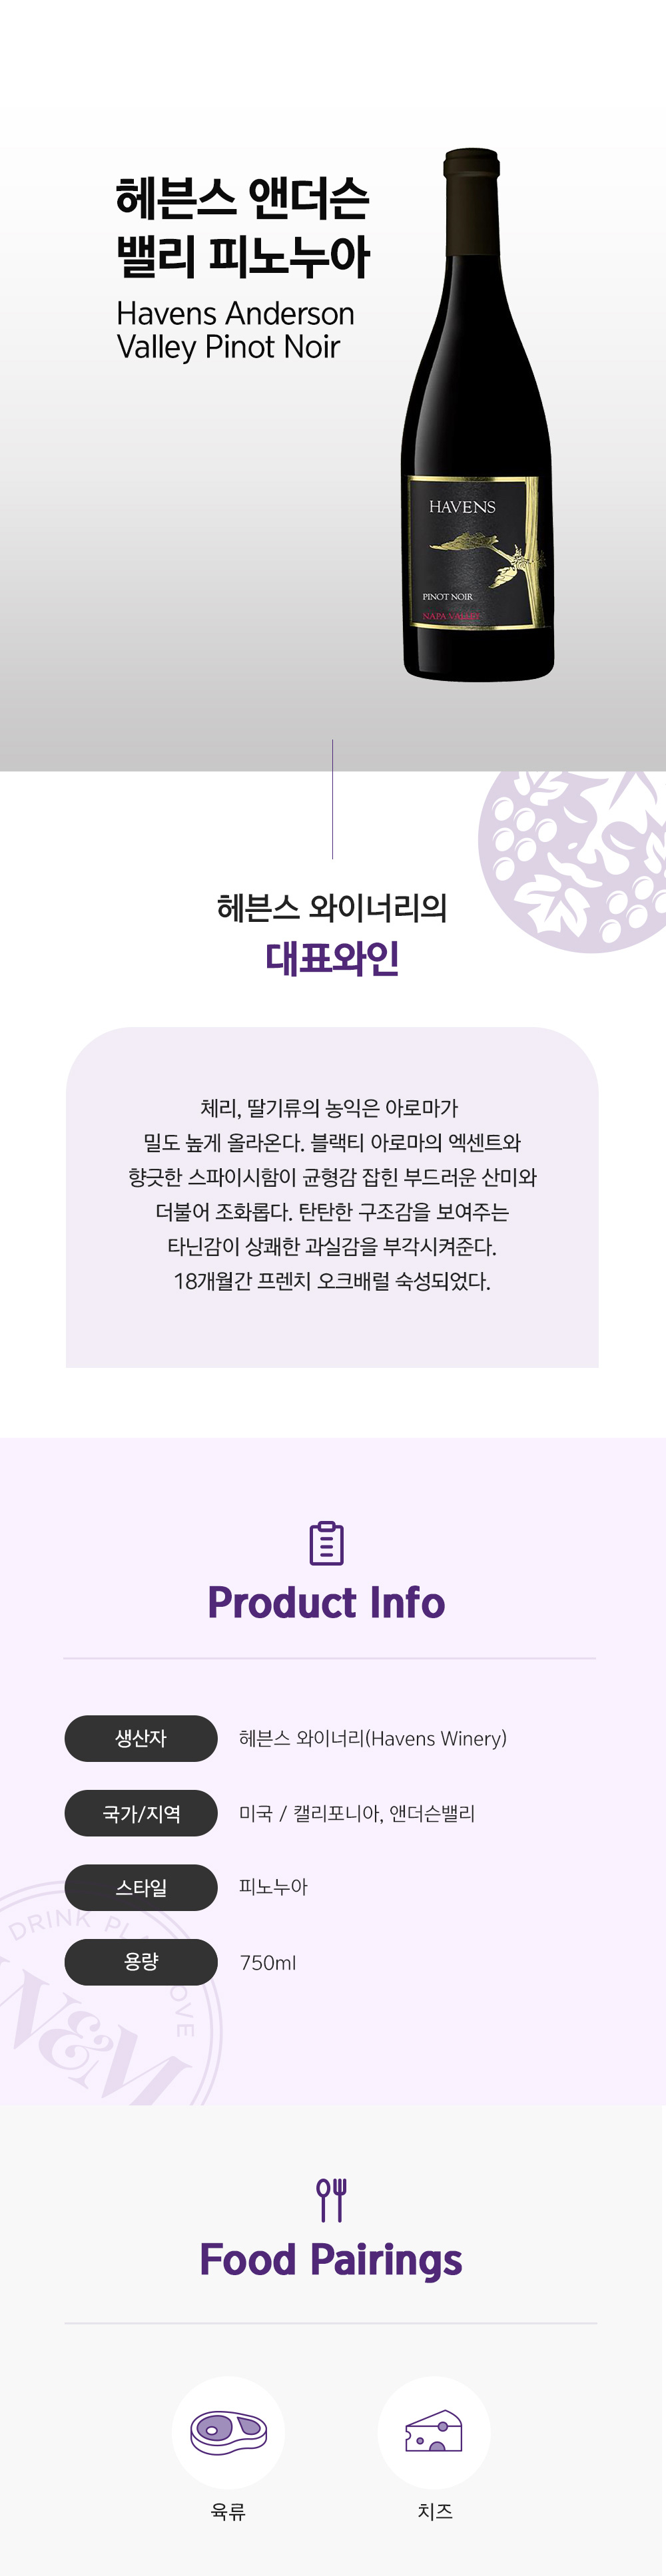 헤븐스 앤더슨
밸리 피노누아
Havens Anderson
Valley Pinot Noir
HAVENS
PINOT NOIR
NAPA VALLEY
헤븐스 와이너리의
대표와인
체리, 딸기류의 농익은 아로마가
밀도 높게 올라온다. 블랙티 아로마의 엑센트와
향긋한 스파이시함이 균형감 잡힌 부드러운 산미와
더불어 조화롭다. 탄탄한 구조감을 보여주는
타닌감이 상쾌한 과실감을 부각시켜준다.
18개월간 프렌치 오크배럴 숙성되었다.
Product Info
생산자 헤븐스 와이너리(Havens Winery)
국가/지역 미국 / 캘리포니아, 앤더슨밸리
스타일 피노누아
용량 750ml
DRINK
W&M
Food Pairings
육류 치즈